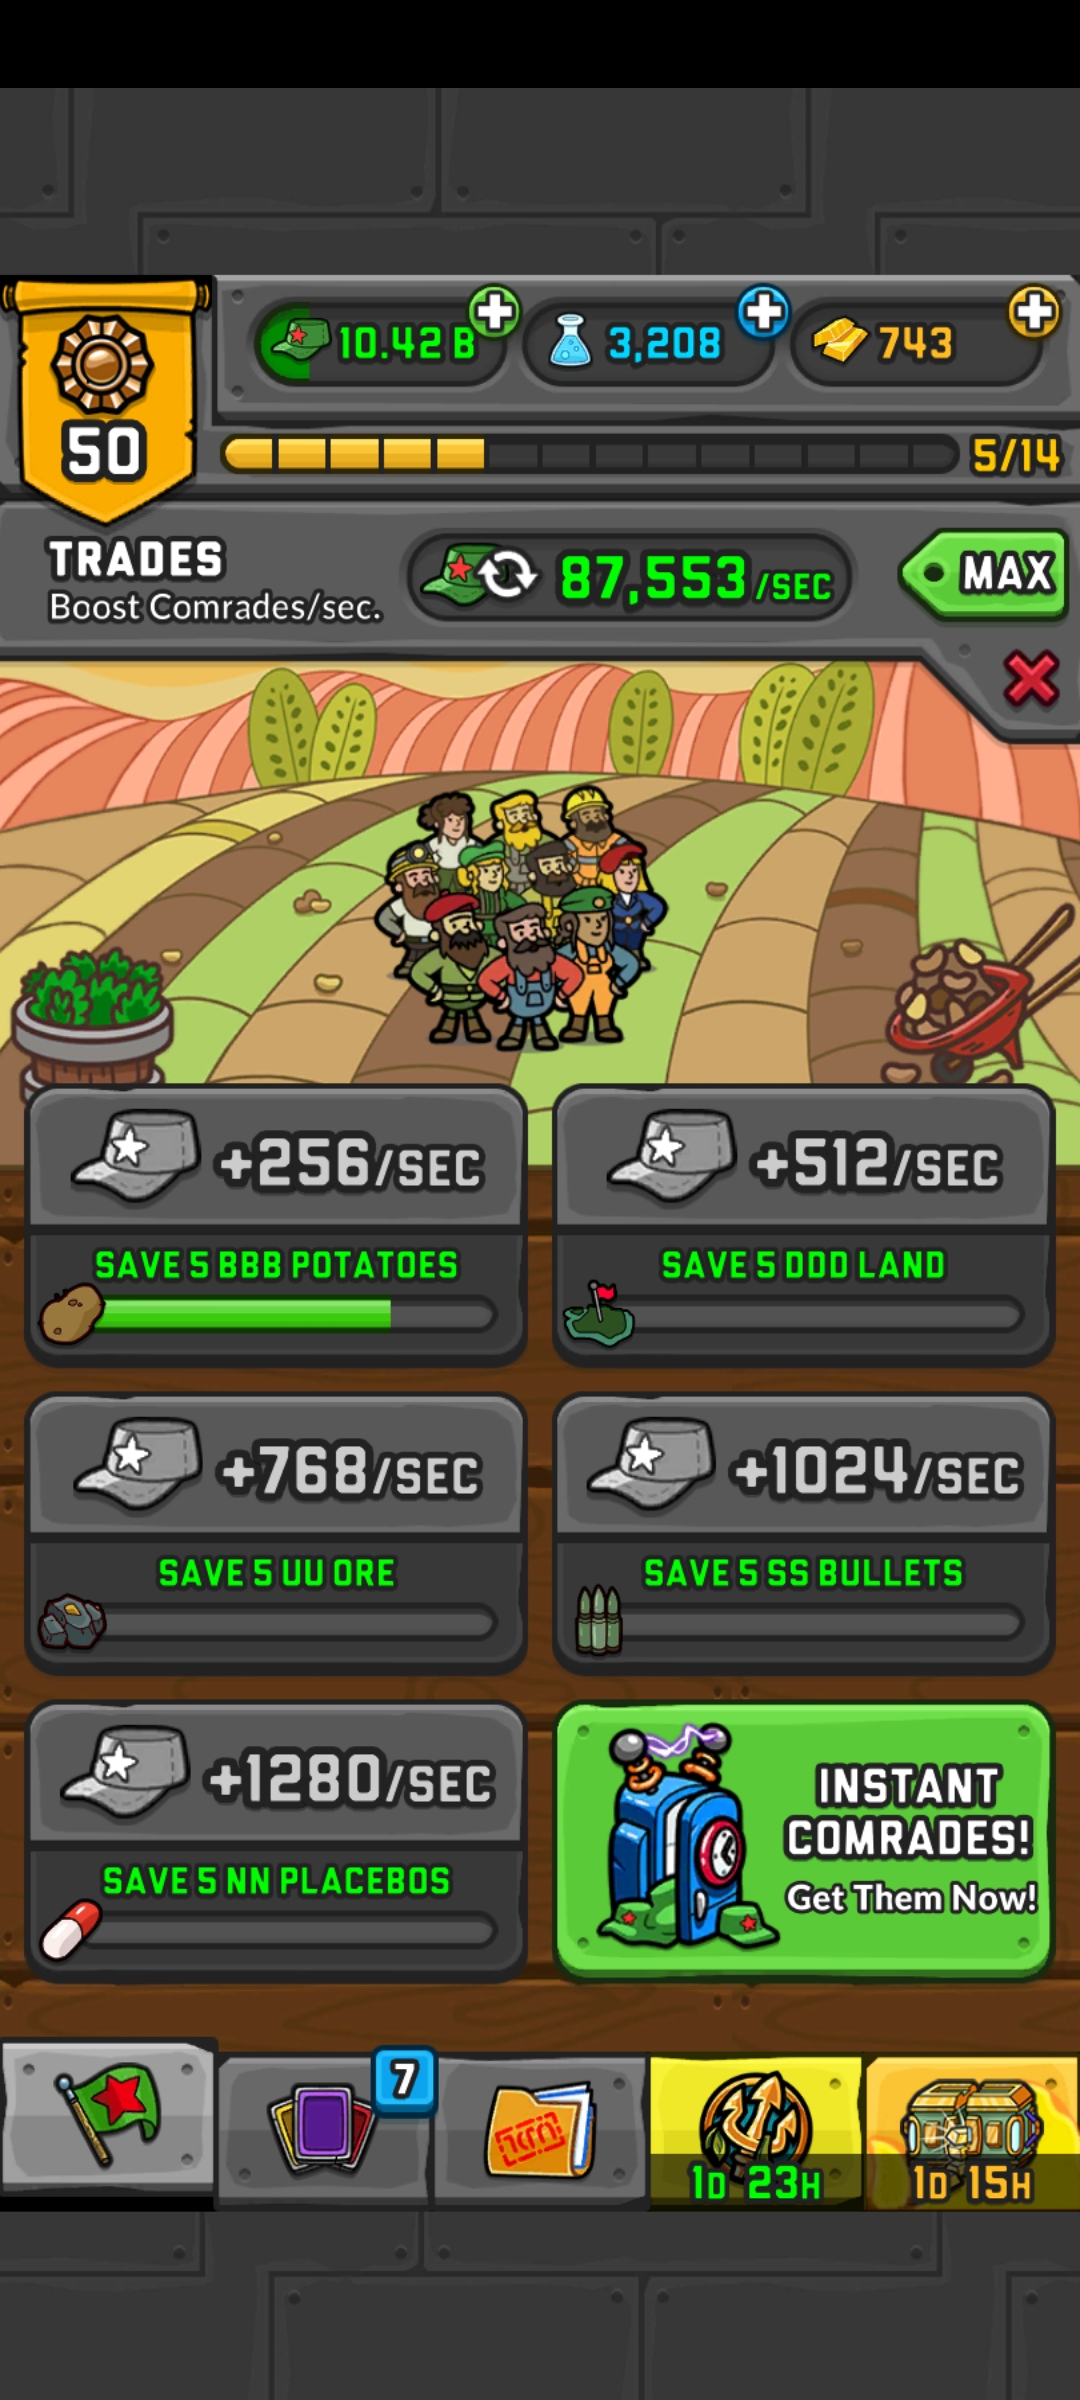 10.42 B
3,208
743
50
5/14
TRADES
Boost Comrades/sec.
87,553/SEC
MAX
+256/SEC
+512/SEC
SAVE 5 BBB POTATOES
SAVE 5 DDD LAND
+768/SEC
+1024/SEC
SAVE 5 UU ORE
SAVE 5 SS BULLETS
+1280/SEC
SAVE 5 NN PLACEBOS
INSTANT
COMRADES!
Get Them Now!
7
1D 23H
1D 15H